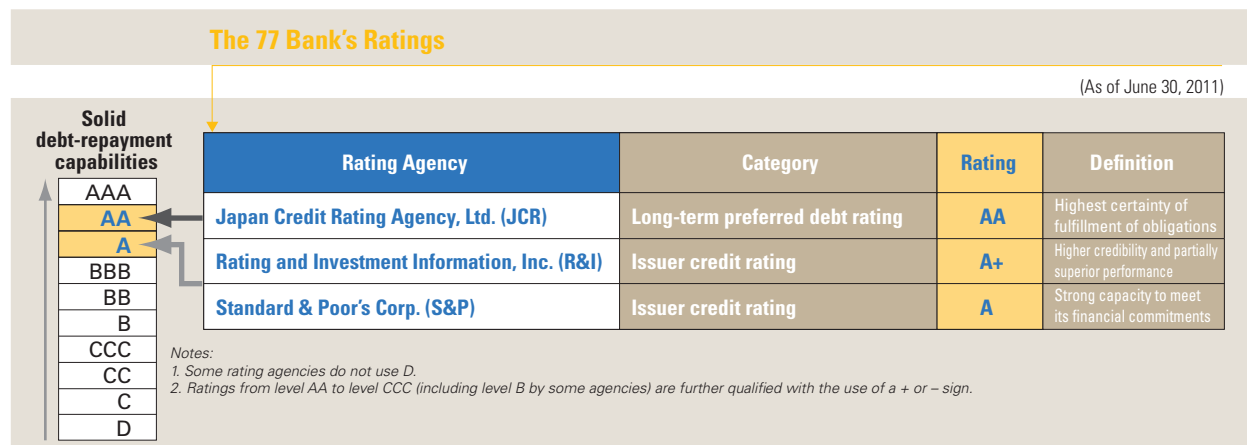 The 77 Bank's Ratings
(As of June 30, 2011)
Solid
debt-repayment
capabilities
AAA
AA
A
BBB
BB
B
CCC
CC
C
D
Rating Agency Category Rating Definition
Japan Credit Rating Agency, Ltd. (JCR) Long-term preferred debt rating AA Highest certainty of
fulfillment of obligations
Rating and Investment Information, Inc. (R&I) Issuer credit rating A+ Higher credibility and partially
superior performance
Standard & Poor's Corp. (S&P) Issuer credit rating A Strong capacity to meet
its financial commitments
Notes:
1. Some rating agencies do not use D.
2. Ratings from level AA to level CCC (including level B by some agencies) are further qualified with the use of a + or – sign.